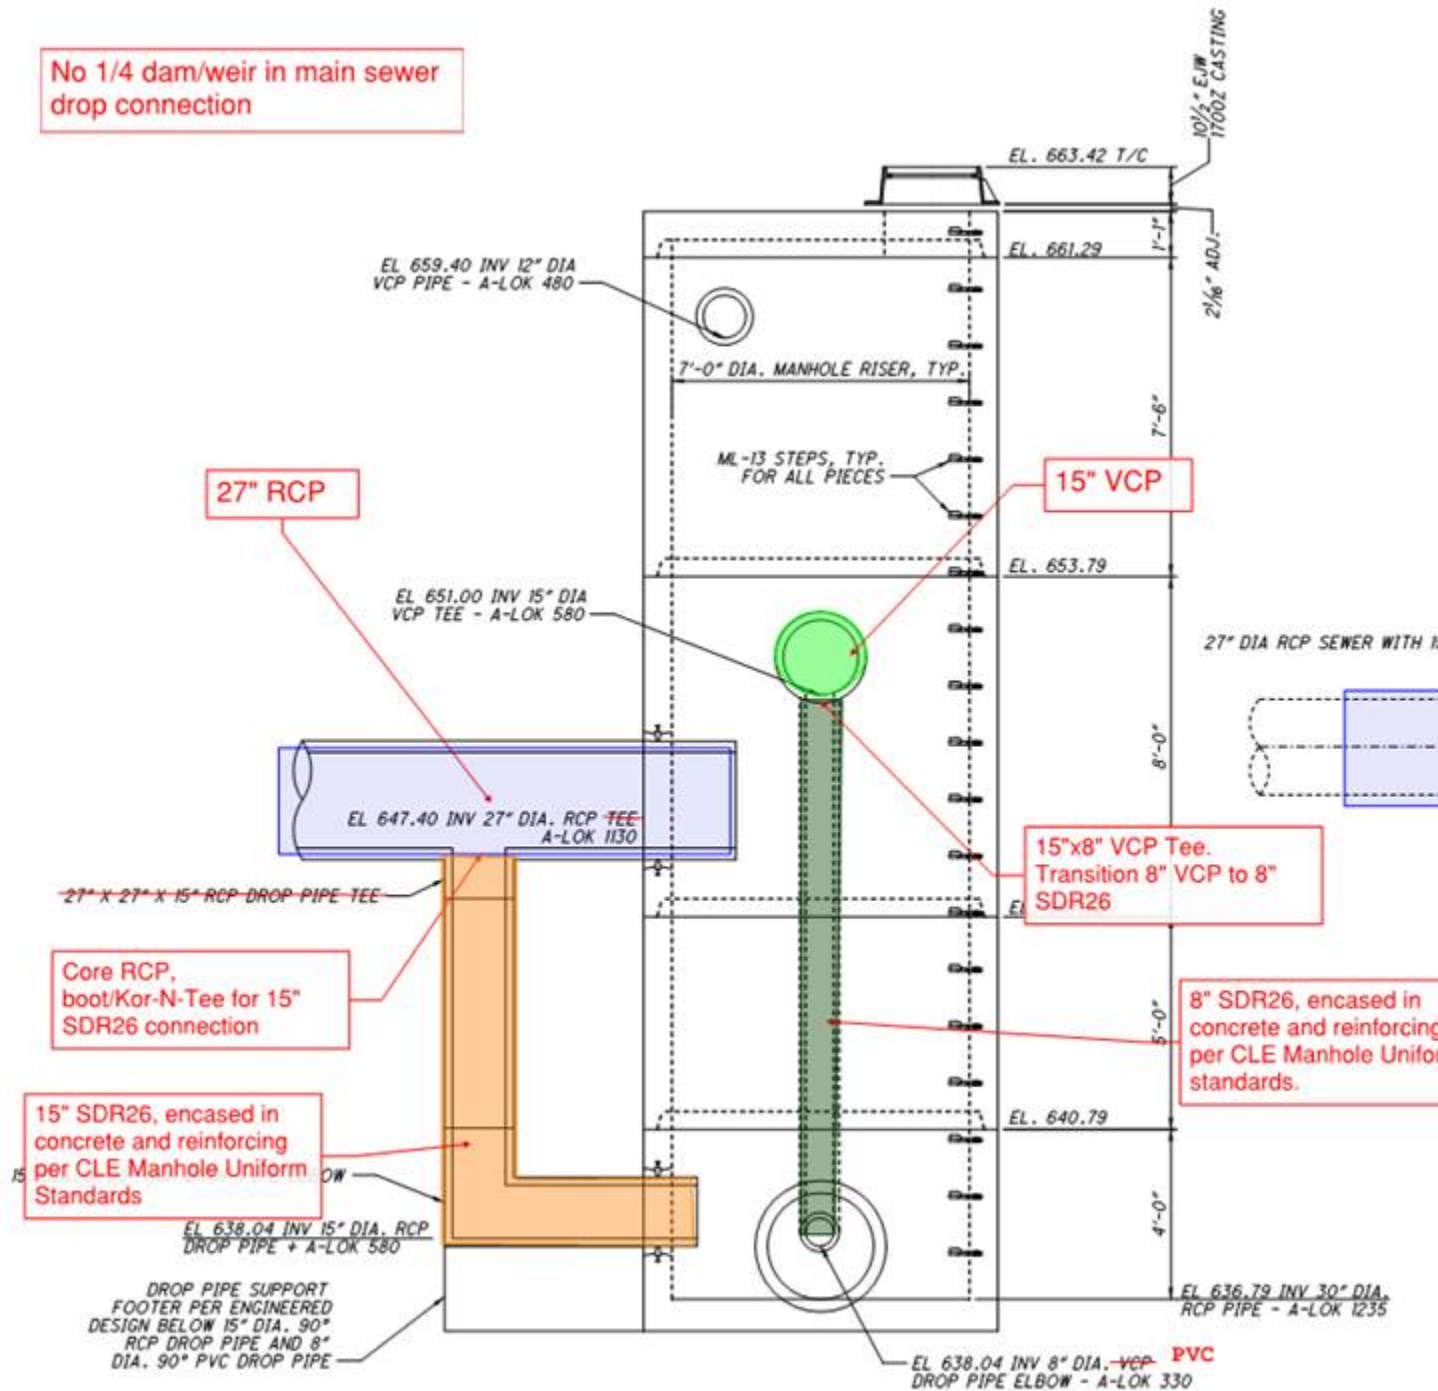 No 1/4 dam/weir in main sewer
drop connection
10½" EJW
1700Z CASTING
EL. 663.42 T/C
1'-1"
2¹⁄₁₆" ADJ.
EL. 661.29
EL 659.40 INV 12" DIA
VCP PIPE - A-LOK 480
7'-0" DIA. MANHOLE RISER, TYP.
7'-6"
ML-13 STEPS, TYP.
FOR ALL PIECES
27" RCP
15" VCP
EL. 653.79
EL 651.00 INV 15" DIA
VCP TEE - A-LOK 580
27" DIA RCP SEWER WITH
8'-0"
EL 647.40 INV 27" DIA. RCP TEE
A-LOK 1130
15"x8" VCP Tee.
Transition 8" VCP to 8"
SDR26
27" X 27" X 15" RCP DROP PIPE TEE
Core RCP,
boot/Kor-N-Tee for 15"
SDR26 connection
8" SDR26, encased in
concrete and reinforcing
per CLE Manhole
standards.
5'-0"
15" SDR26, encased in
concrete and reinforcing
per CLE Manhole Uniform
Standards
EL. 640.79
4'-0"
EL 638.04 INV 15" DIA. RCP
DROP PIPE + A-LOK 580
DROP PIPE SUPPORT
FOOTER PER ENGINEERED
DESIGN BELOW 15" DIA. 90°
RCP DROP PIPE AND 8"
DIA. 90° PVC DROP PIPE
EL 636.79 INV 30" DIA.
RCP PIPE - A-LOK 1235
EL 638.04 INV 8" DIA. VCP PVC
DROP PIPE ELBOW - A-LOK 330